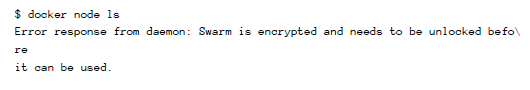 $ docker node ls
Error response from daemon: Swarm is encrypted and needs to be unlocked befo\
re
it can be used.